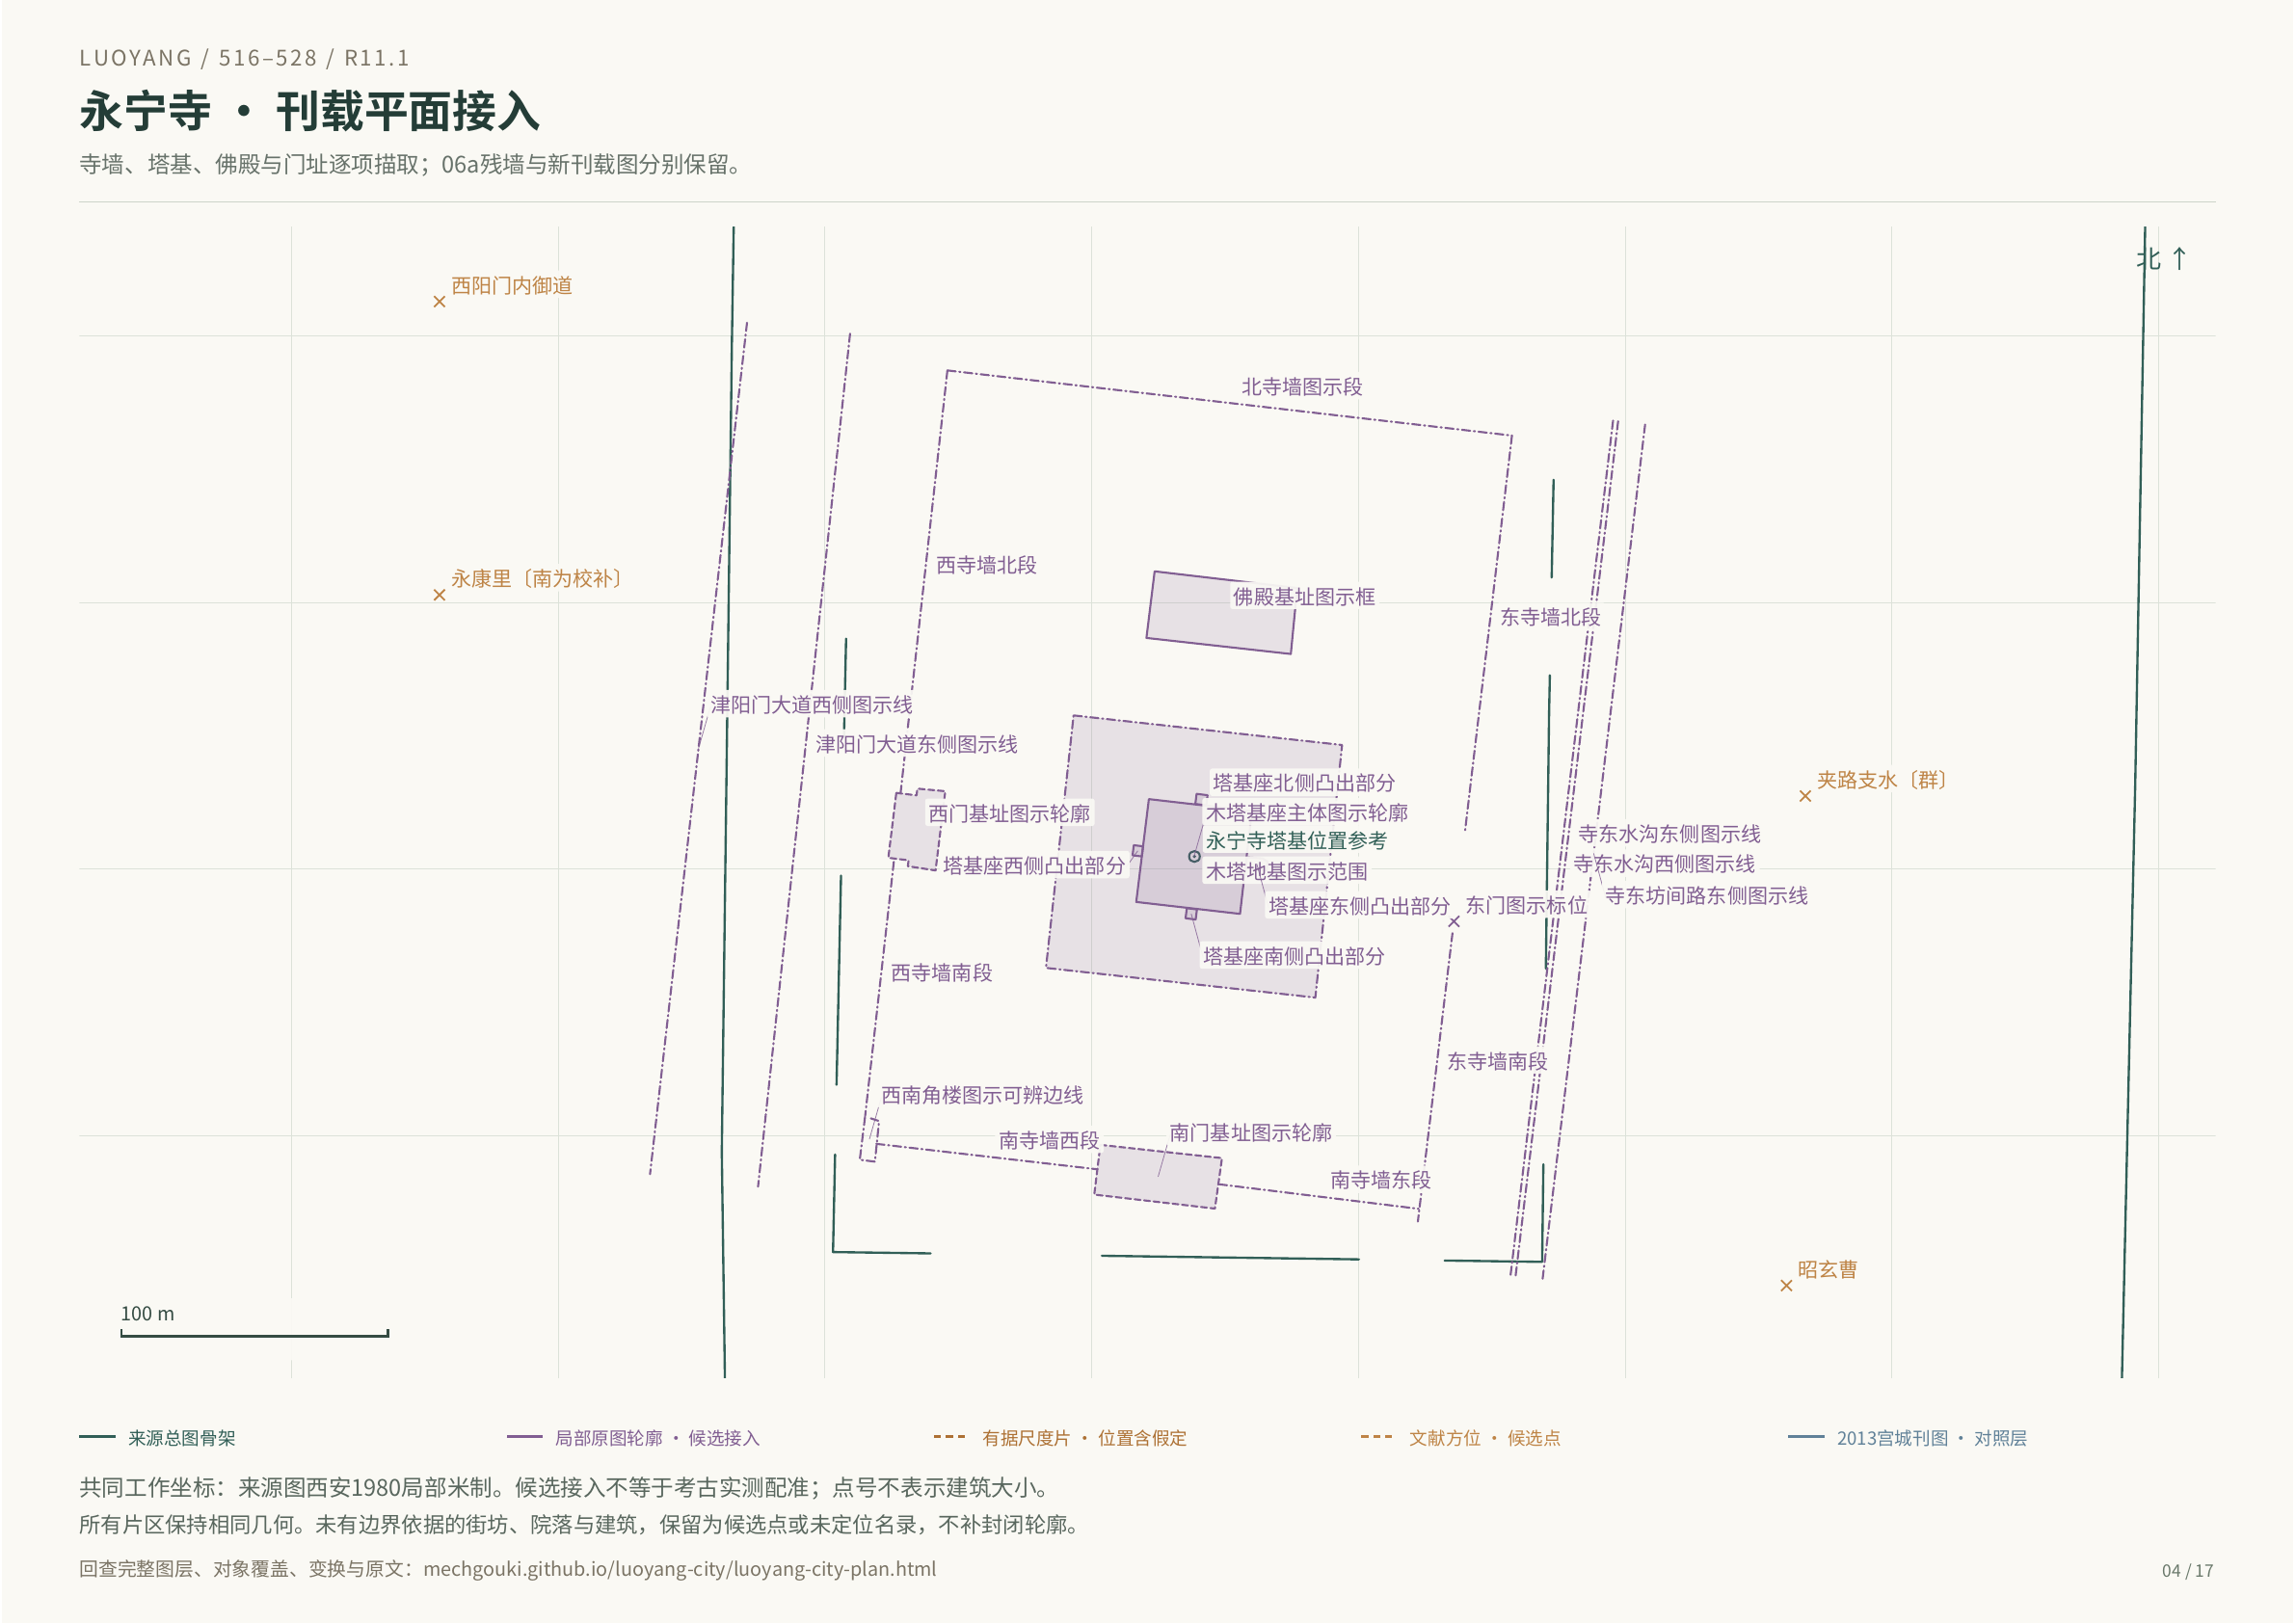 LUOYANG / 516–528 / R11.1
永宁寺 · 刊载平面接入
寺墙、塔基、佛殿与门址逐项描取；06a残墙与新刊载图分别保留。
北 ↑
西阳门内御道
北寺墙图示段
西寺墙北段
永康里〔南为校补〕
佛殿基址图示框
东寺墙北段
津阳门大道西侧图示线
津阳门大道东侧图示线
塔基座北侧凸出部分
夹路支水〔群〕
西门基址图示轮廓
木塔基座主体图示轮廓
寺东水沟东侧图示线
永宁寺塔基位置参考
塔基座西侧凸出部分
木塔地基图示范围
寺东水沟西侧图示线
寺东坊间路东侧图示线
塔基座东侧凸出部分
东门图示标位
塔基座南侧凸出部分
西寺墙南段
东寺墙南段
西南角楼图示可辨边线
南寺墙西段
南门基址图示轮廓
南寺墙东段
昭玄曹
100 m
来源总图骨架
局部原图轮廓 · 候选接入
有据尺度片 · 位置含假定
文献方位 · 候选点
2013宫城刊图 · 对照层
共同工作坐标：来源图西安1980局部米制。候选接入不等于考古实测配准；点号不表示建筑大小。
所有片区保持相同几何。未有边界依据的街坊、院落与建筑，保留为候选点或未定位名录，不补封闭轮廓。
回查完整图层、对象覆盖、变换与原文：mechgouki.github.io/luoyang-city/luoyang-city-plan.html
04 / 17